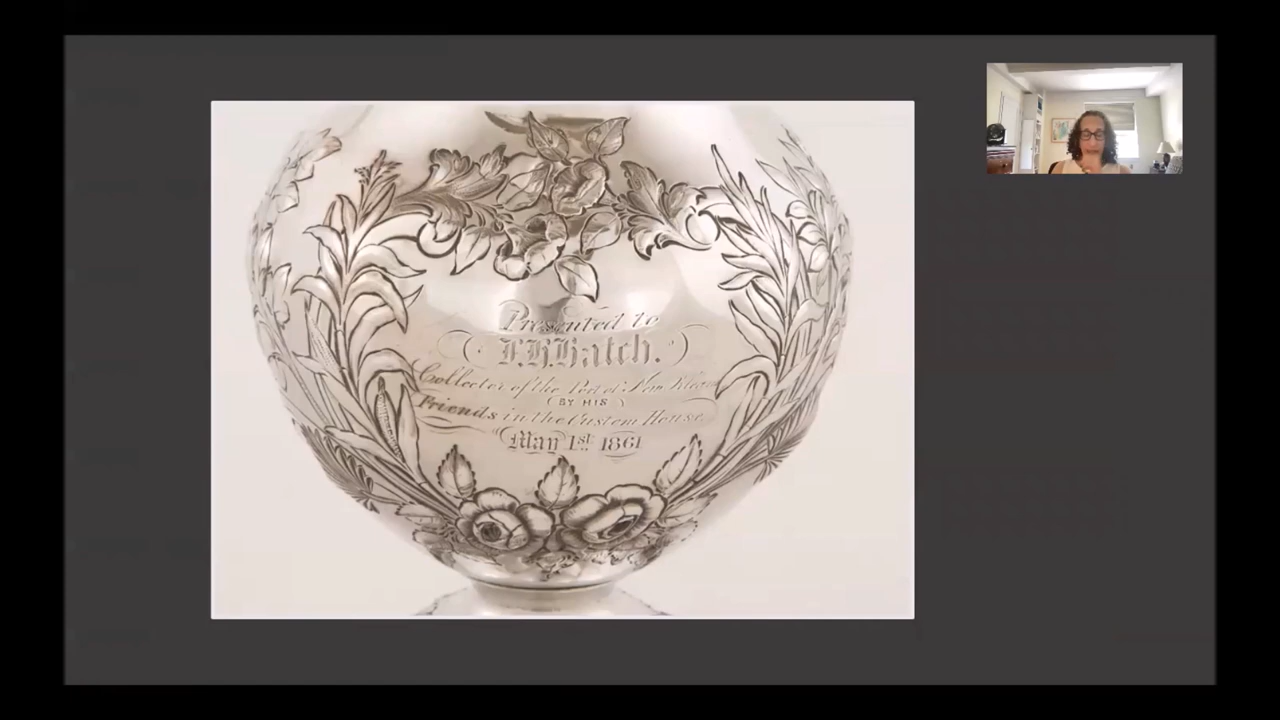 Presented to
F.H.Hatch.
Collector of the Port of New Orleans
BY HIS
Friends in the Custom House
May 1st 1861